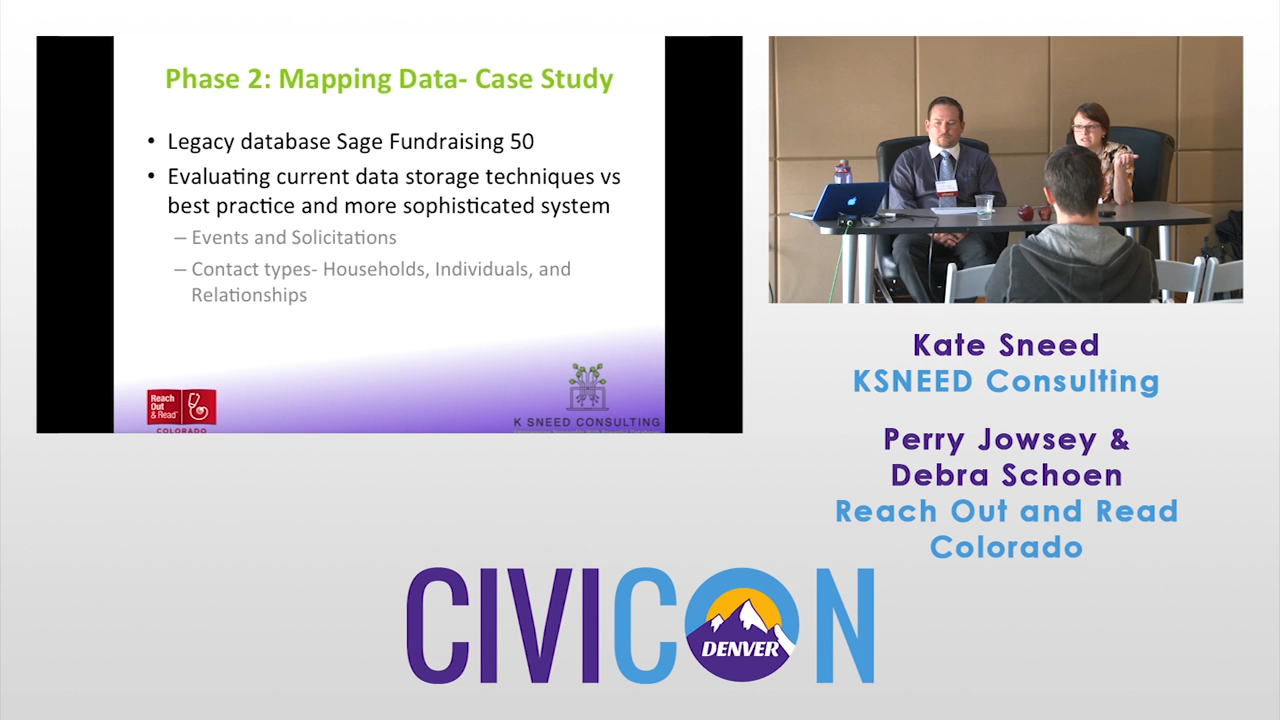 Phase 2: Mapping Data- Case Study
• Legacy database Sage Fundraising 50
• Evaluating current data storage techniques vs
best practice and more sophisticated system
– Events and Solicitations
– Contact types- Households, Individuals, and
Relationships
Reach
Out
& Read
COLORADO
K SNEED CONSULTING
Kate Sneed
KSNEED Consulting
Perry Jowsey &
Debra Schoen
Reach Out and Read
Colorado
CIVICON
DENVER